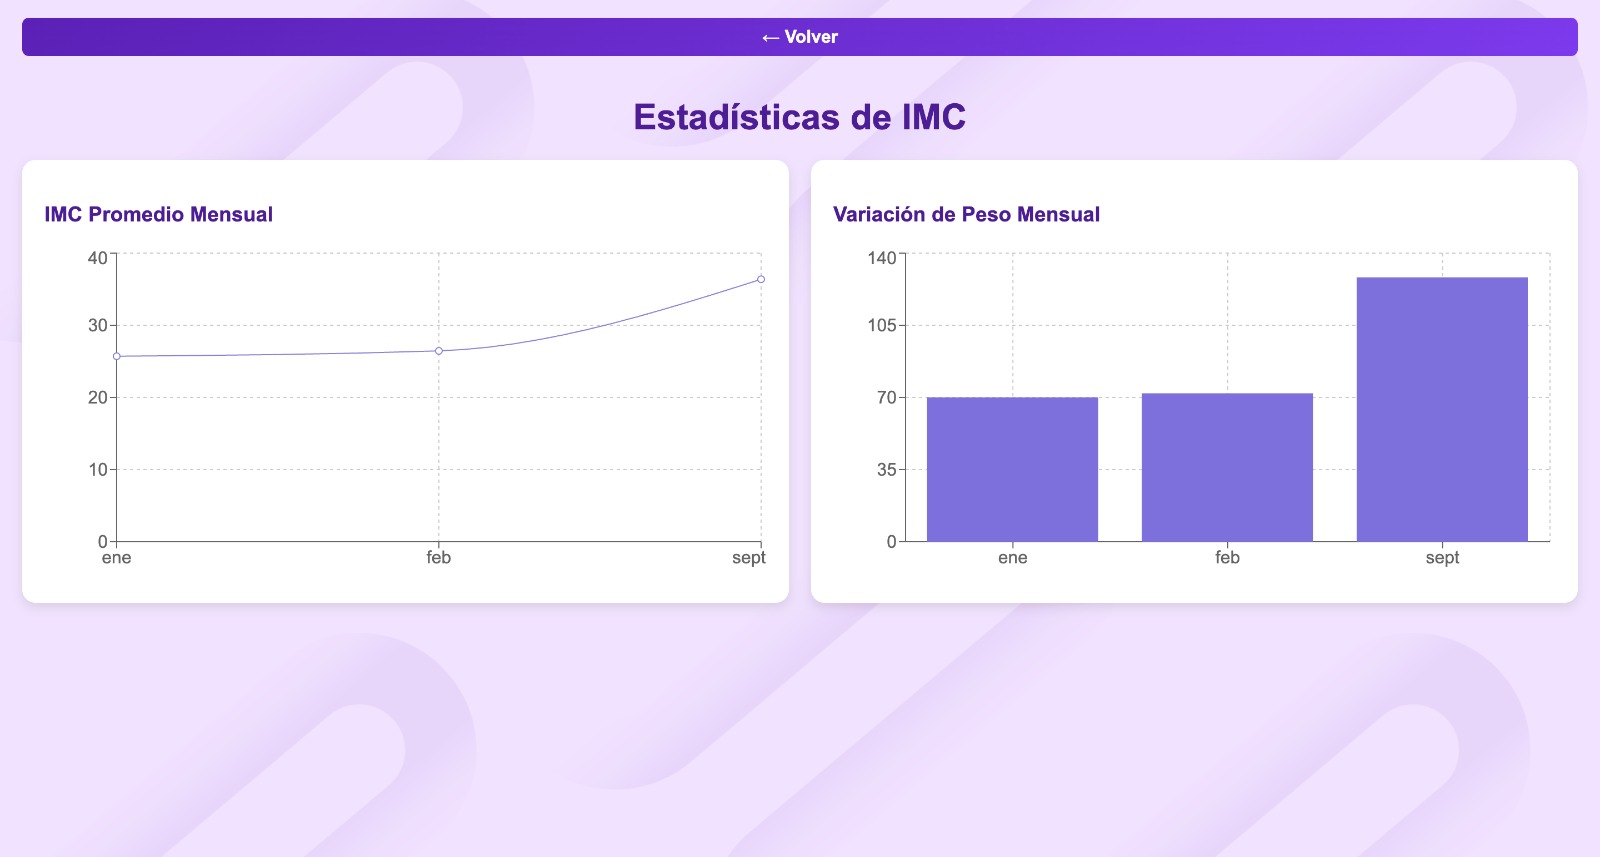 ← Volver
Estadísticas de IMC
IMC Promedio Mensual
40
30
20
10
0
ene feb sept
Variación de Peso Mensual
140
105
70
35
0
ene feb sept